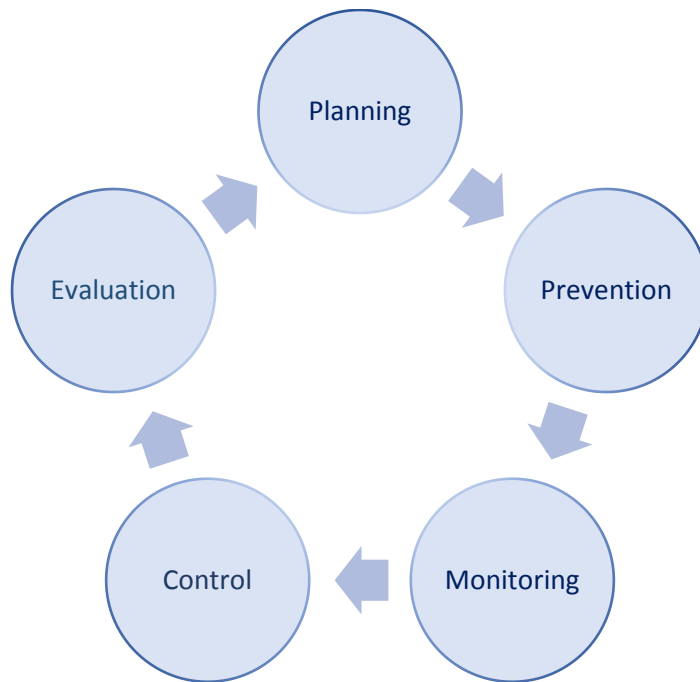 Planning
Prevention
Monitoring
Control
Evaluation